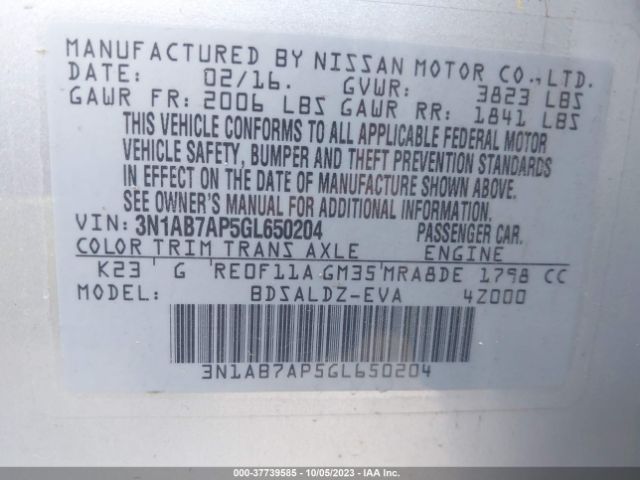 MANUFACTURED BY NISSAN MOTOR CO.,LTD.
DATE: 02/16. GVWR: 3823 LBS
GAWR FR: 2006 LBS GAWR RR: 1841 LBS
THIS VEHICLE CONFORMS TO ALL APPLICABLE FEDERAL MOTOR
VEHICLE SAFETY, BUMPER AND THEFT PREVENTION STANDARDS
IN EFFECT ON THE DATE OF MANUFACTURE SHOWN ABOVE.
SEE OWNER'S MANUAL FOR ADDITIONAL INFORMATION.
VIN: 3N1AB7AP5GL650204 PASSENGER CAR.
COLOR TRIM TRANS AXLE ENGINE
K23 G RE0F11A GM35 MRA8DE 1798 CC
MODEL: BDSALDZ-EVA 4Z000
3N1AB7AP5GL650204
000-37739585 - 10/05/2023 - IAA Inc.